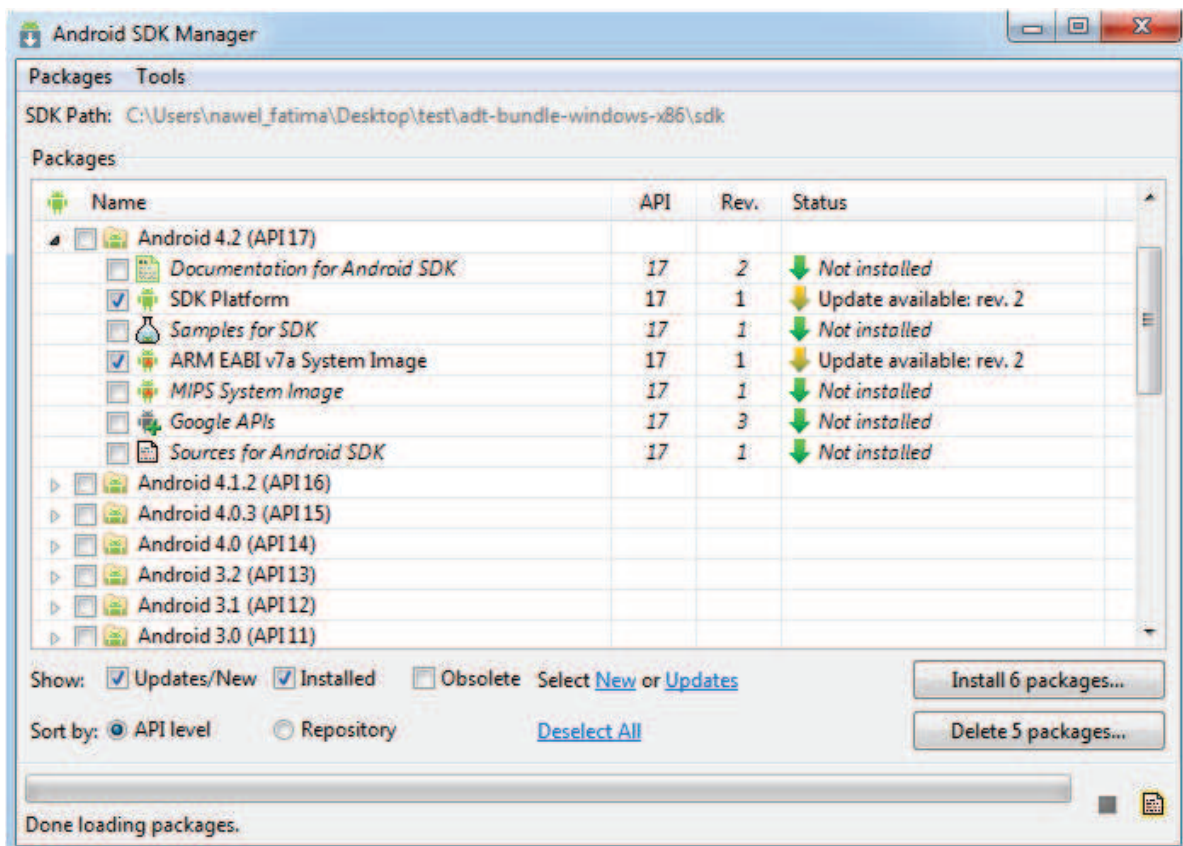 Android SDK Manager
Packages Tools
SDK Path: C:\Users\nawel_fatima\Desktop\test\adt-bundle-windows-x86\sdk
Packages
Name API Rev. Status
Android 4.2 (API 17)
Documentation for Android SDK 17 2 Not installed
SDK Platform 17 1 Update available: rev. 2
Samples for SDK 17 1 Not installed
ARM EABI v7a System Image 17 1 Update available: rev. 2
MIPS System Image 17 1 Not installed
Google APIs 17 3 Not installed
Sources for Android SDK 17 1 Not installed
Android 4.1.2 (API 16)
Android 4.0.3 (API 15)
Android 4.0 (API 14)
Android 3.2 (API 13)
Android 3.1 (API 12)
Android 3.0 (API 11)
Show: Updates/New Installed Obsolete Select New or Updates Install 6 packages...
Sort by: API level Repository Deselect All Delete 5 packages...
Done loading packages.